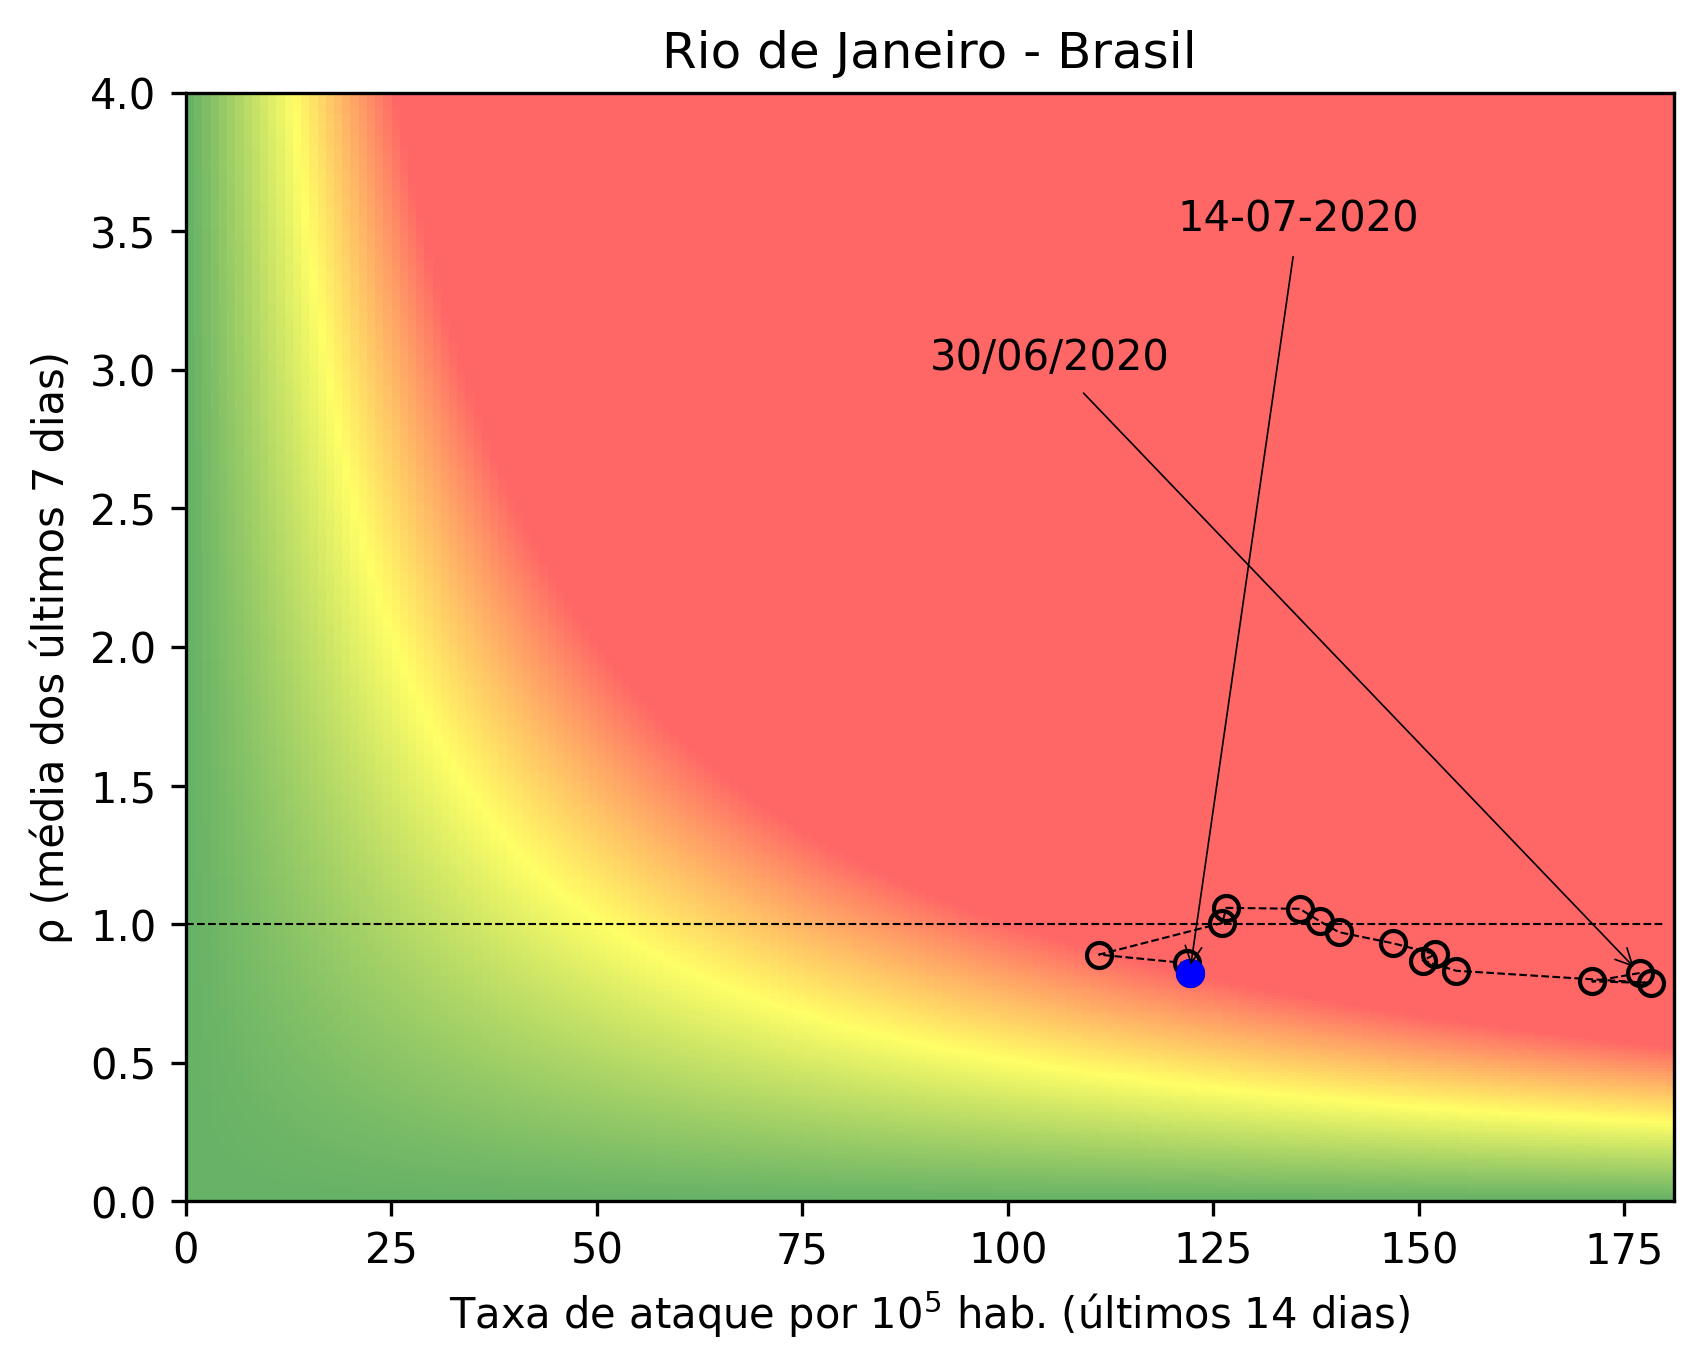 Rio de Janeiro - Brasil
4.0
3.5
3.0
2.5
2.0
1.5
1.0
0.5
0.0
ρ (média dos últimos 7 dias)
14-07-2020
30/06/2020
0 25 50 75 100 125 150 175
Taxa de ataque por 10⁵ hab. (últimos 14 dias)